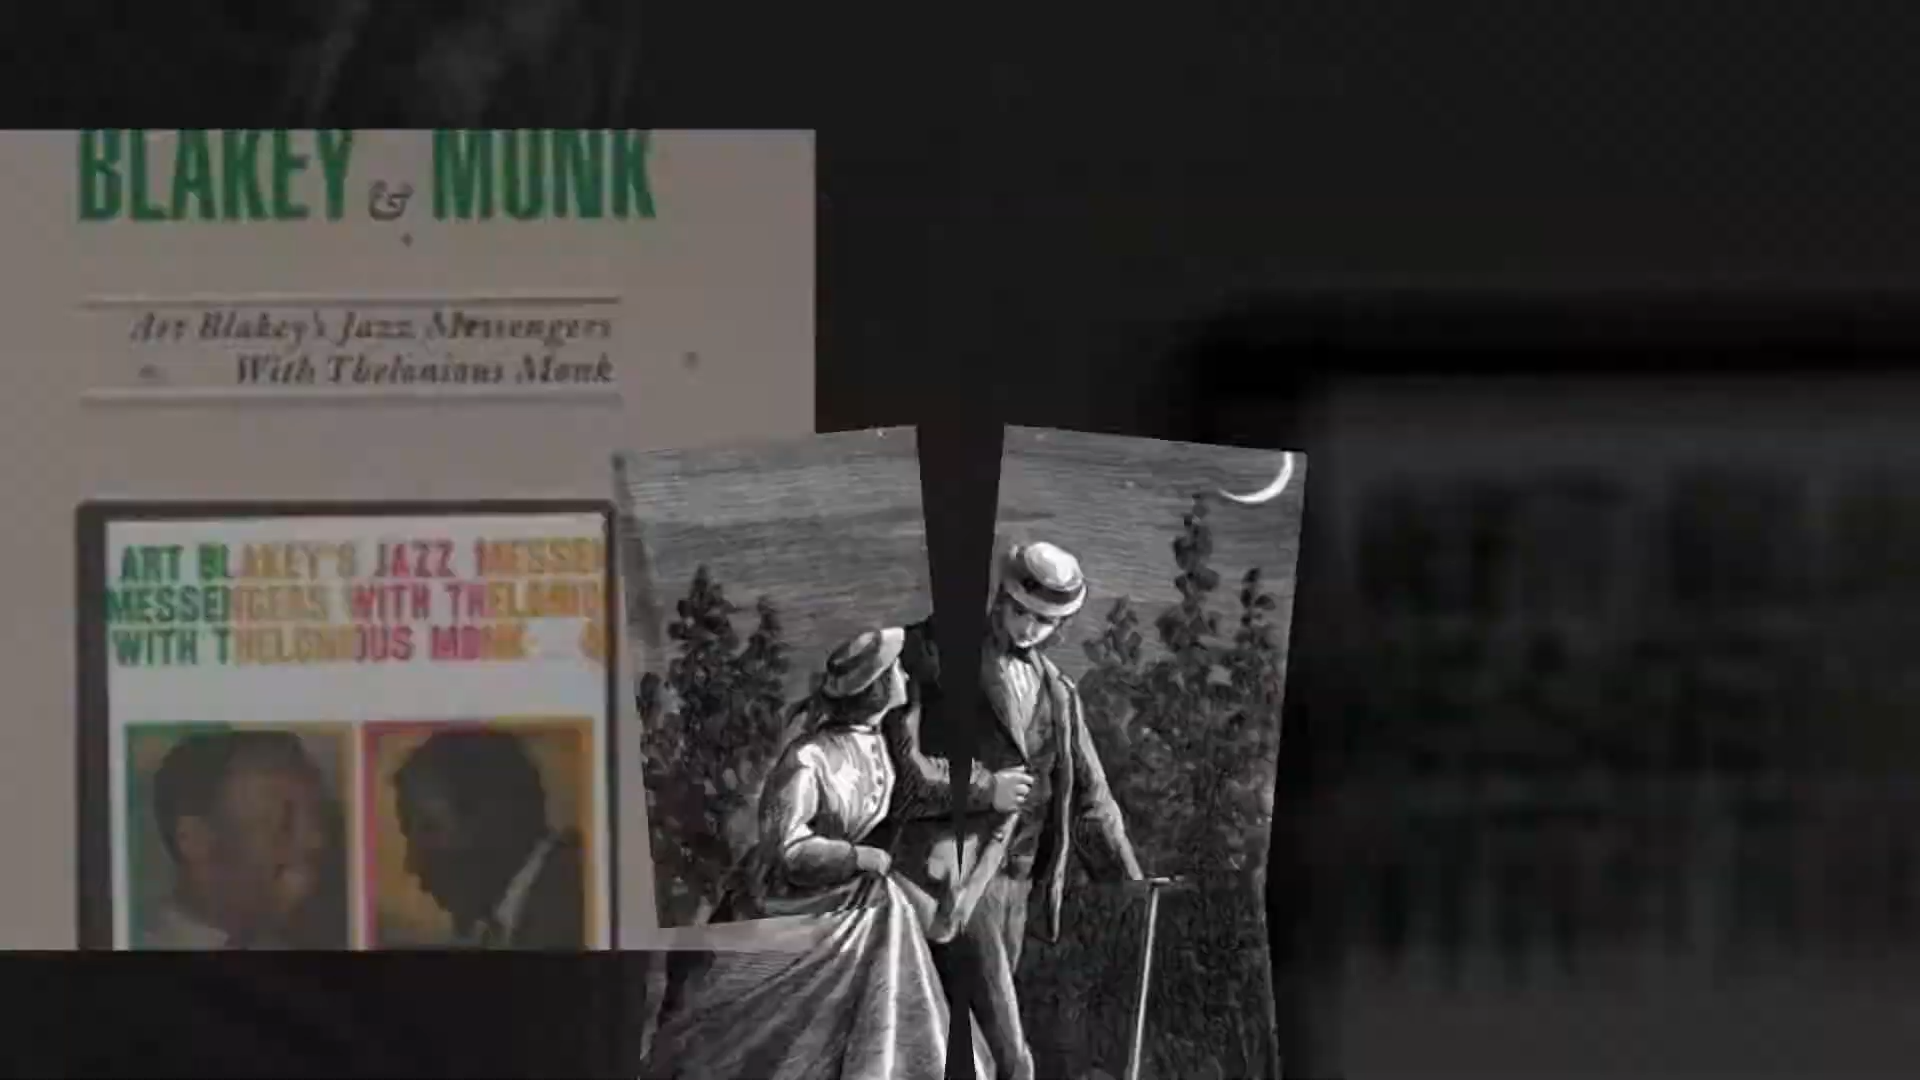 BLAKEY & MONK
Art Blakey's Jazz Messengers
With Thelonious Monk
ART BLAKEY'S JAZZ MESSEN
MESSENGERS WITH THELONIO
WITH THELONIOUS MONK